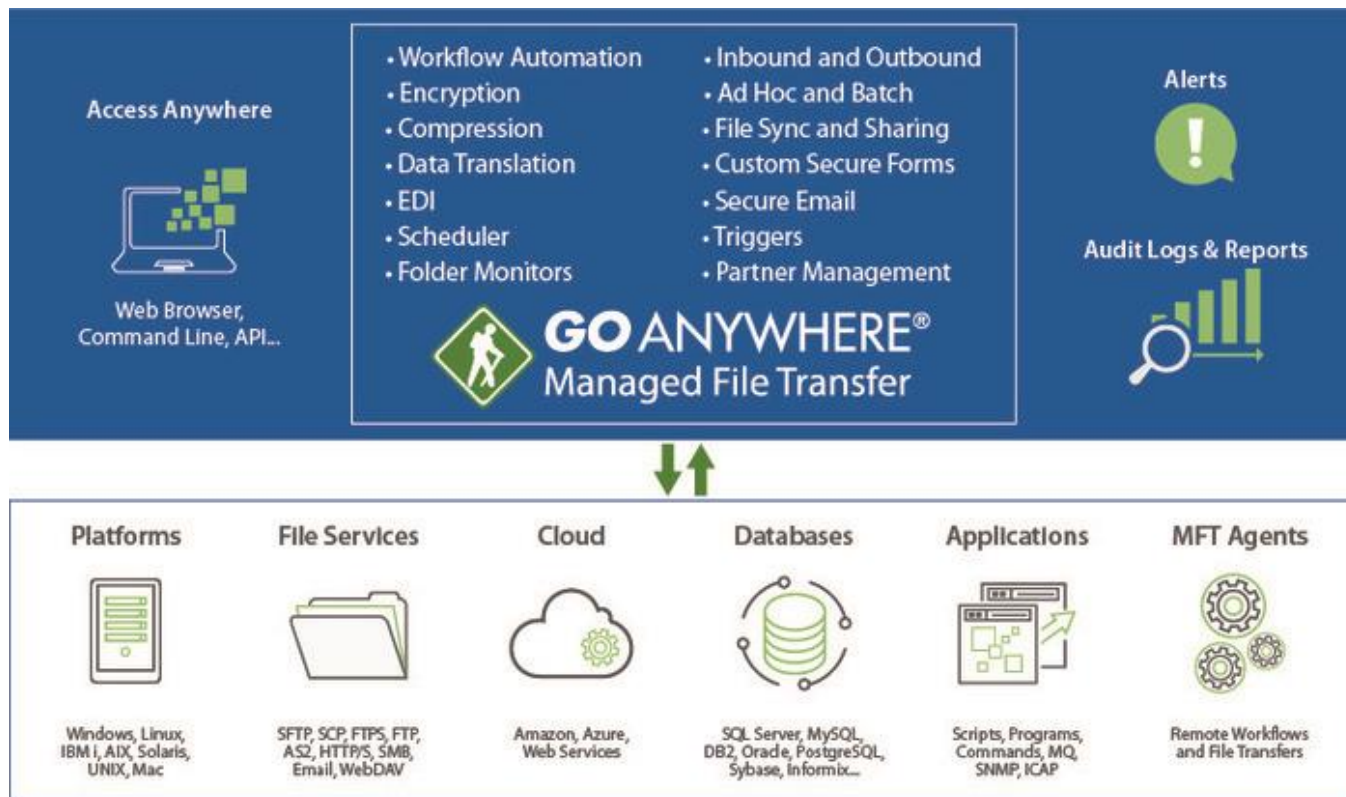 Access Anywhere
Web Browser,
Command Line, API...
• Workflow Automation
• Encryption
• Compression
• Data Translation
• EDI
• Scheduler
• Folder Monitors
• Inbound and Outbound
• Ad Hoc and Batch
• File Sync and Sharing
• Custom Secure Forms
• Secure Email
• Triggers
• Partner Management
GO ANYWHERE®
Managed File Transfer
Alerts
!
Audit Logs & Reports
Platforms
Windows, Linux,
IBM i, AIX, Solaris,
UNIX, Mac
File Services
SFTP, SCP, FTPS, FTP,
AS2, HTTP/S, SMB,
Email, WebDAV
Cloud
Amazon, Azure,
Web Services
Databases
SQL Server, MySQL,
DB2, Oracle, PostgreSQL,
Sybase, Informix...
Applications
Scripts, Programs,
Commands, MQ,
SNMP, ICAP
MFT Agents
Remote Workflows
and File Transfers